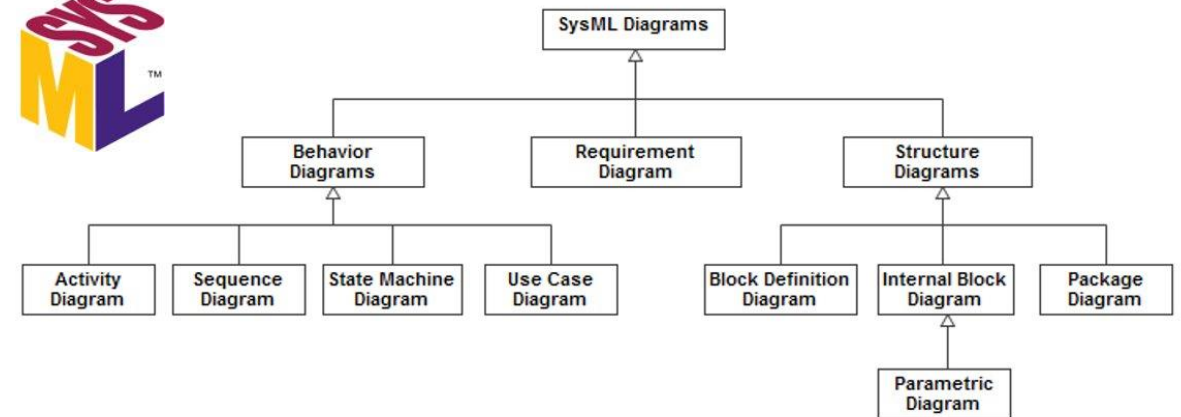 SYS
ML
TM
SysML Diagrams
Behavior
Diagrams
Requirement
Diagram
Structure
Diagrams
Activity
Diagram
Sequence
Diagram
State Machine
Diagram
Use Case
Diagram
Block Definition
Diagram
Internal Block
Diagram
Package
Diagram
Parametric
Diagram